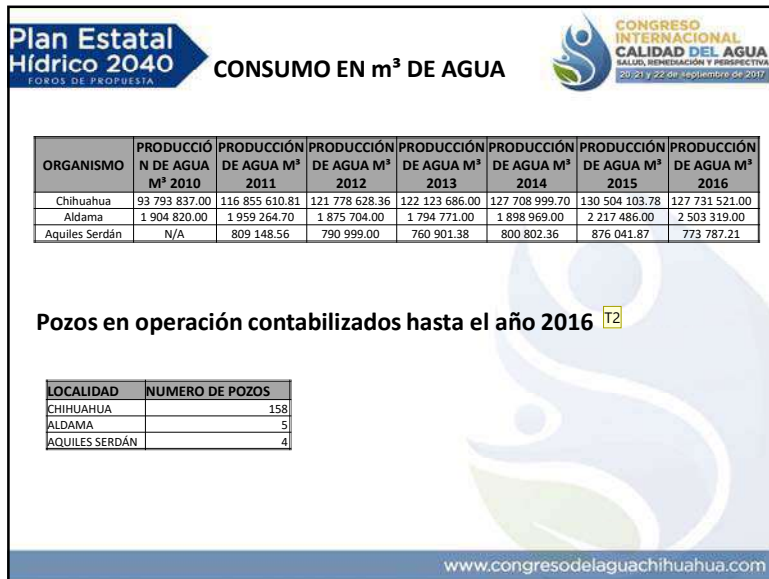 Plan Estatal
Hídrico 2040
FOROS DE PROPUESTA
CONGRESO
INTERNACIONAL
CALIDAD DEL AGUA
SALUD, REMEDIACIÓN Y PERSPECTIVA
20, 21 y 22 de septiembre de 2017
CONSUMO EN m³ DE AGUA
ORGANISMO PRODUCCIÓ N DE AGUA M³ 2010 PRODUCCIÓN DE AGUA M³ 2011 PRODUCCIÓN DE AGUA M³ 2012 PRODUCCIÓN DE AGUA M³ 2013 PRODUCCIÓN DE AGUA M³ 2014 PRODUCCIÓN DE AGUA M³ 2015 PRODUCCIÓN DE AGUA M³ 2016
Chihuahua 93 793 837.00 116 855 610.81 121 778 628.36 122 123 686.00 127 708 999.70 130 504 103.78 127 731 521.00
Aldama 1 904 820.00 1 959 264.70 1 875 704.00 1 794 771.00 1 898 969.00 2 217 486.00 2 503 319.00
Aquiles Serdán N/A 809 148.56 790 999.00 760 901.38 800 802.36 876 041.87 773 787.21
Pozos en operación contabilizados hasta el año 2016 T2
LOCALIDAD NUMERO DE POZOS
CHIHUAHUA 158
ALDAMA 5
AQUILES SERDÁN 4
www.congresodelaguachihuahua.com